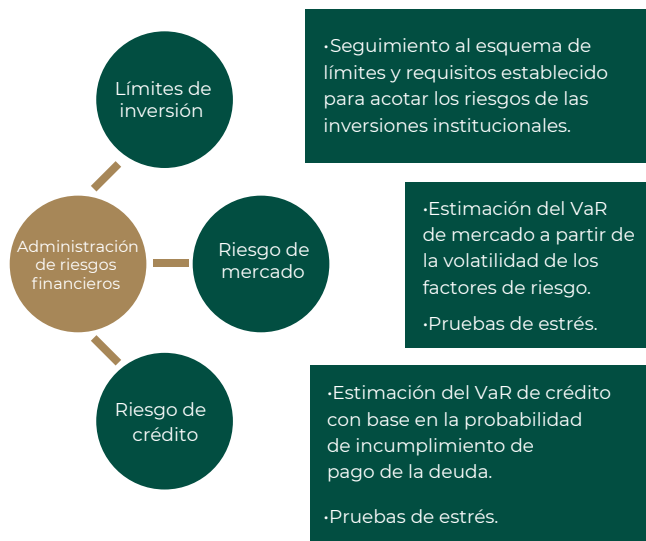 Límites de
inversión
•Seguimiento al esquema de
límites y requisitos establecido
para acotar los riesgos de las
inversiones institucionales.
Administración
de riesgos
financieros
Riesgo de
mercado
•Estimación del VaR
de mercado a partir de
la volatilidad de los
factores de riesgo.
•Pruebas de estrés.
Riesgo de
crédito
•Estimación del VaR de crédito
con base en la probabilidad
de incumplimiento de
pago de la deuda.
•Pruebas de estrés.